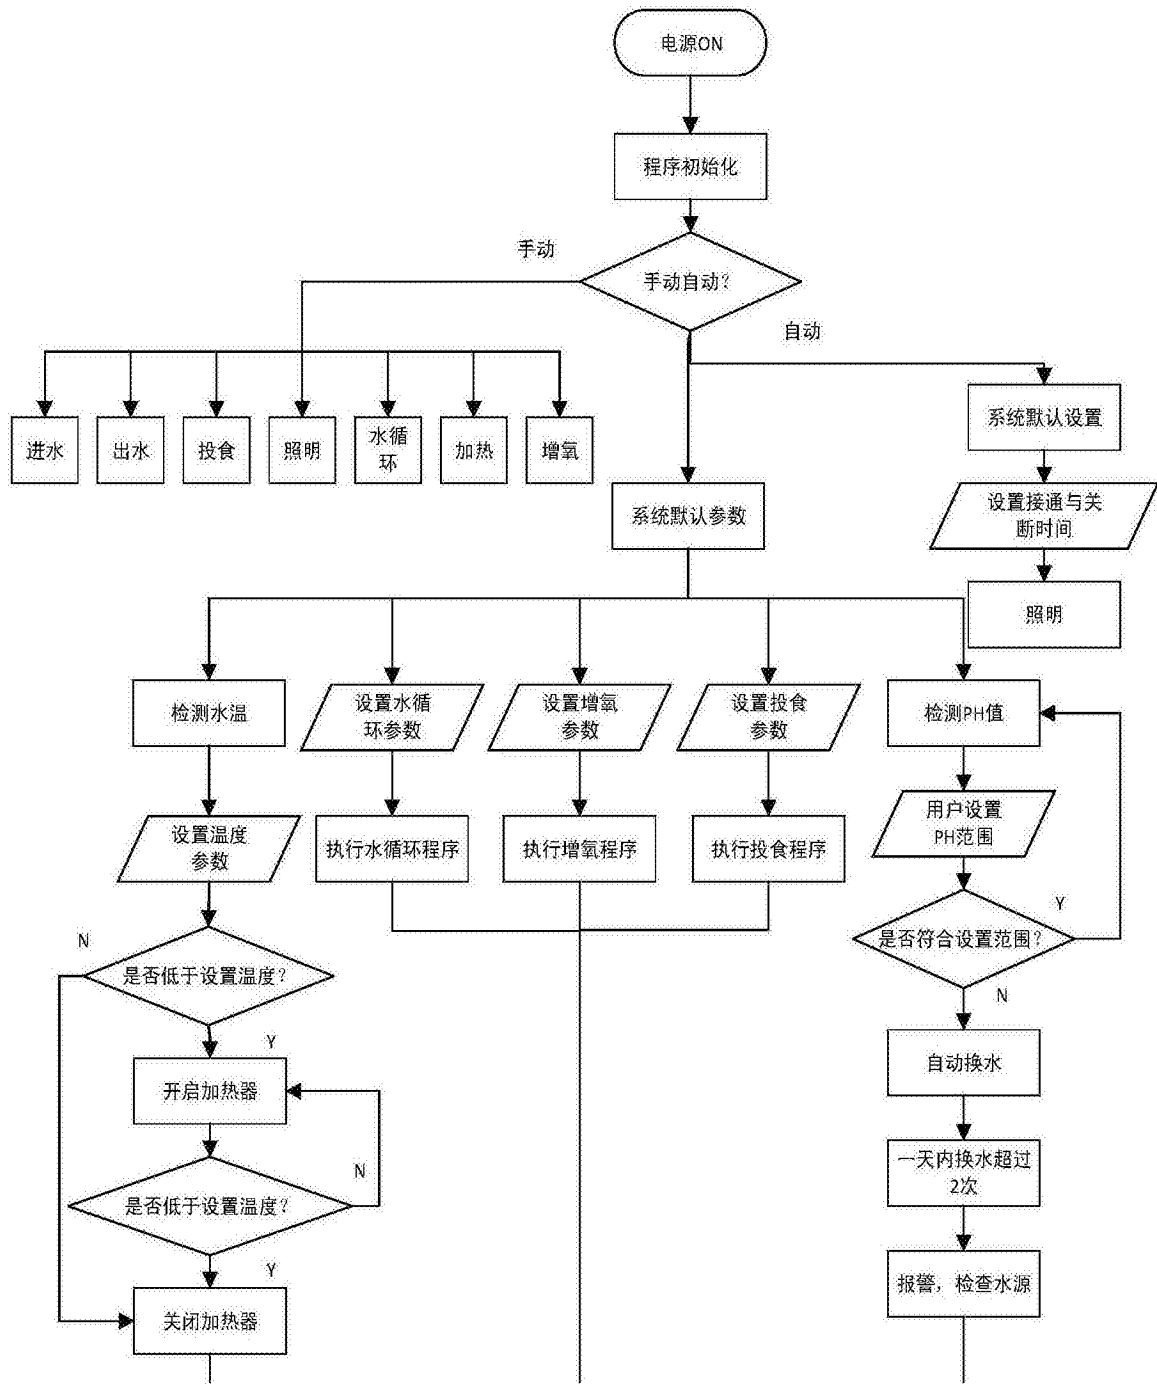 电源ON
程序初始化
手动
手动自动？
自动
进水
出水
投食
照明
水循
环
加热
增氧
系统默认设置
系统默认参数
设置接通与关
断时间
照明
检测水温
设置水循
环参数
设置增氧
参数
设置投食
参数
检测PH值
设置温度
参数
执行水循环程序
执行增氧程序
执行投食程序
用户设置
PH范围
N
是否低于设置温度？
Y
是否符合设置范围？
Y
N
开启加热器
自动换水
是否低于设置温度？
N
Y
一天内换水超过
2次
关闭加热器
报警，检查水源